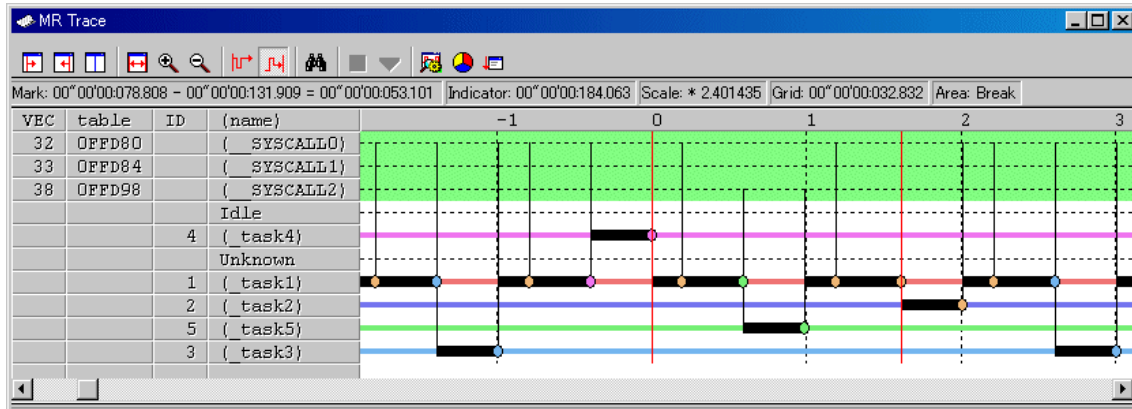 MR Trace
Mark: 00"00'00:078.808 - 00"00'00:131.909 = 00"00'00:053.101 Indicator: 00"00'00:184.063 Scale: * 2.401435 Grid: 00"00'00:032.832 Area: Break
VEC table ID (name) -1 0 1 2 3
32 0FFD80 (__SYSCALL0)
33 0FFD84 (__SYSCALL1)
38 0FFD98 (__SYSCALL2)
Idle
4 (_task4)
Unknown
1 (_task1)
2 (_task2)
5 (_task5)
3 (_task3)